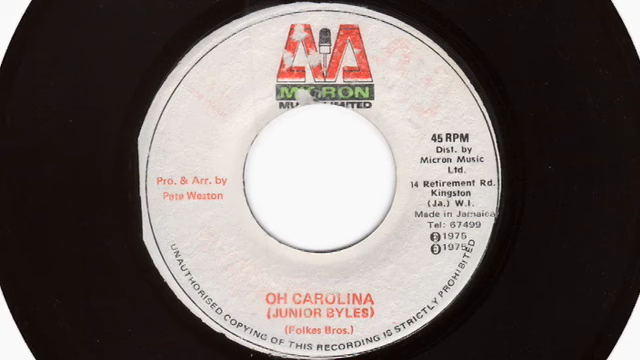 MICRON
MUSIC LIMITED
45 RPM
Dist. by
Micron Music
Ltd.
14 Retirement Rd.
Kingston
(Ja.) W.I.
Made in Jamaica
Tel: 67499
℗ 1975
© 1975
Pro. & Arr. by
Pete Weston
OH CAROLINA
(JUNIOR BYLES)
(Folkes Bros.)
UNAUTHORISED COPYING OF THIS RECORDING IS STRICTLY PROHIBITED